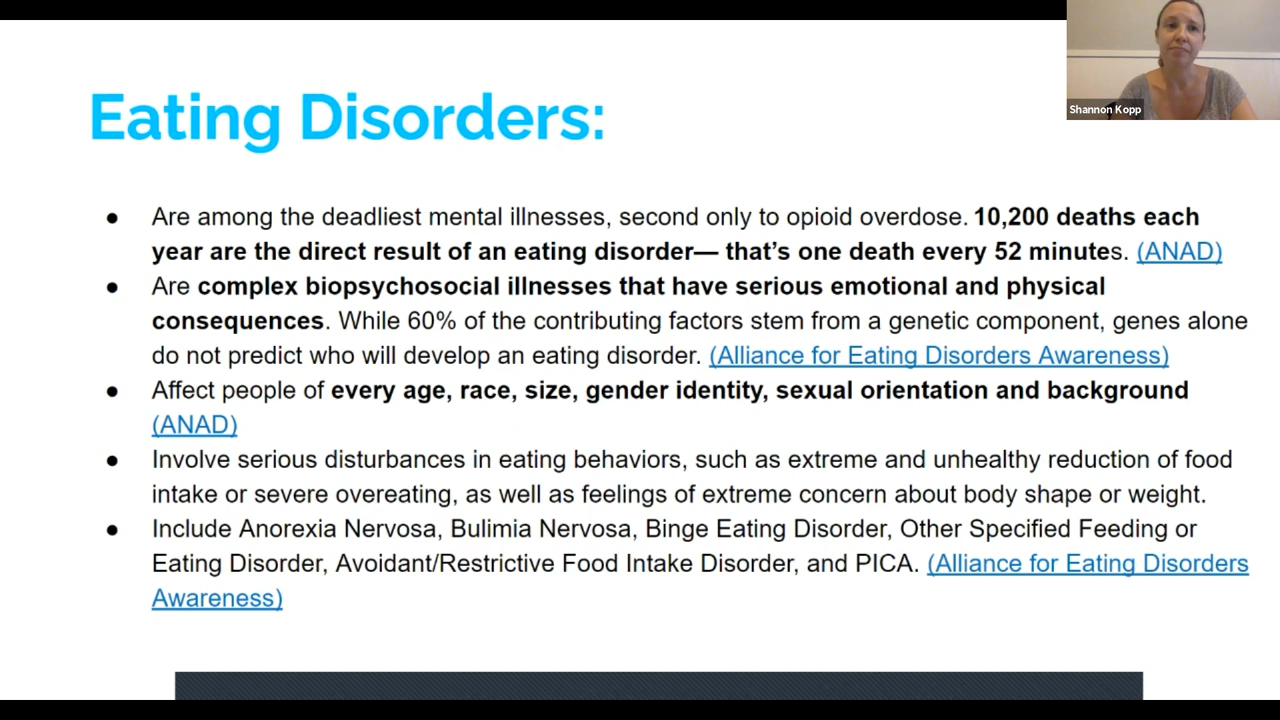 Shannon Kopp
Eating Disorders:
● Are among the deadliest mental illnesses, second only to opioid overdose. 10,200 deaths each
year are the direct result of an eating disorder— that's one death every 52 minutes. (ANAD)
● Are complex biopsychosocial illnesses that have serious emotional and physical
consequences. While 60% of the contributing factors stem from a genetic component, genes alone
do not predict who will develop an eating disorder. (Alliance for Eating Disorders Awareness)
● Affect people of every age, race, size, gender identity, sexual orientation and background
(ANAD)
● Involve serious disturbances in eating behaviors, such as extreme and unhealthy reduction of food
intake or severe overeating, as well as feelings of extreme concern about body shape or weight.
● Include Anorexia Nervosa, Bulimia Nervosa, Binge Eating Disorder, Other Specified Feeding or
Eating Disorder, Avoidant/Restrictive Food Intake Disorder, and PICA. (Alliance for Eating Disorders
Awareness)